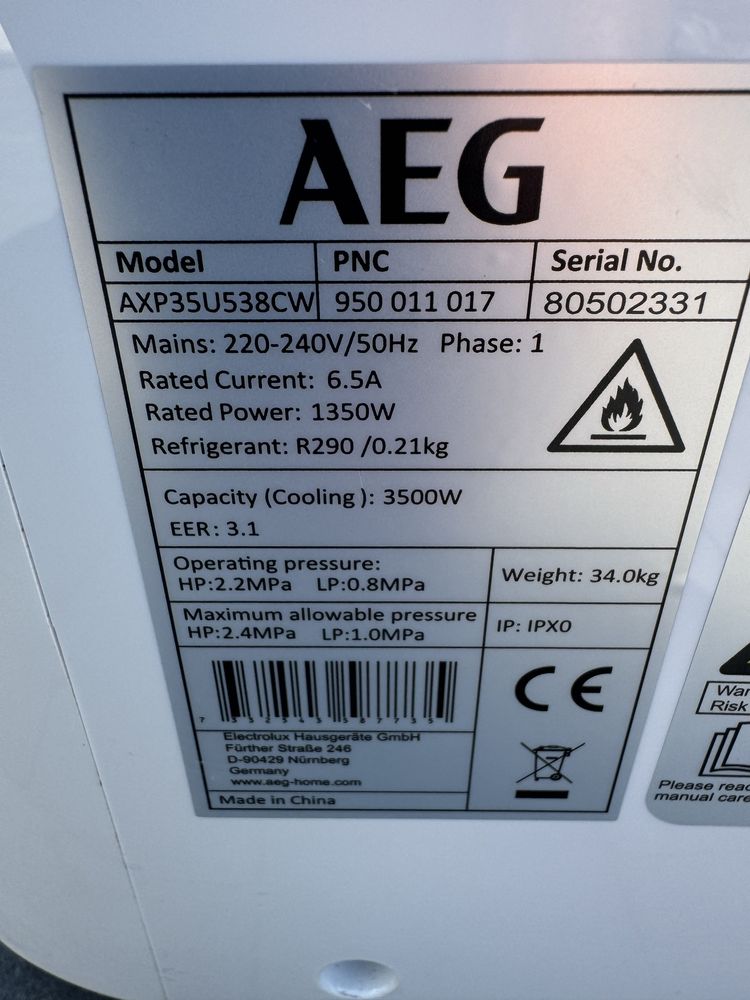 AEG
Model PNC Serial No.
AXP35U538CW 950 011 017 80502331
Mains: 220-240V/50Hz Phase: 1
Rated Current: 6.5A
Rated Power: 1350W
Refrigerant: R290 /0.21kg
Capacity (Cooling): 3500W
EER: 3.1
Operating pressure:
HP:2.2MPa LP:0.8MPa
Weight: 34.0kg
Maximum allowable pressure
HP:2.4MPa LP:1.0MPa
IP: IPX0
CE
Electrolux Hausgeräte GmbH
Fürther Straße 246
D-90429 Nürnberg
Germany
www.aeg-home.com
Made in China
Risk
Please read
manual